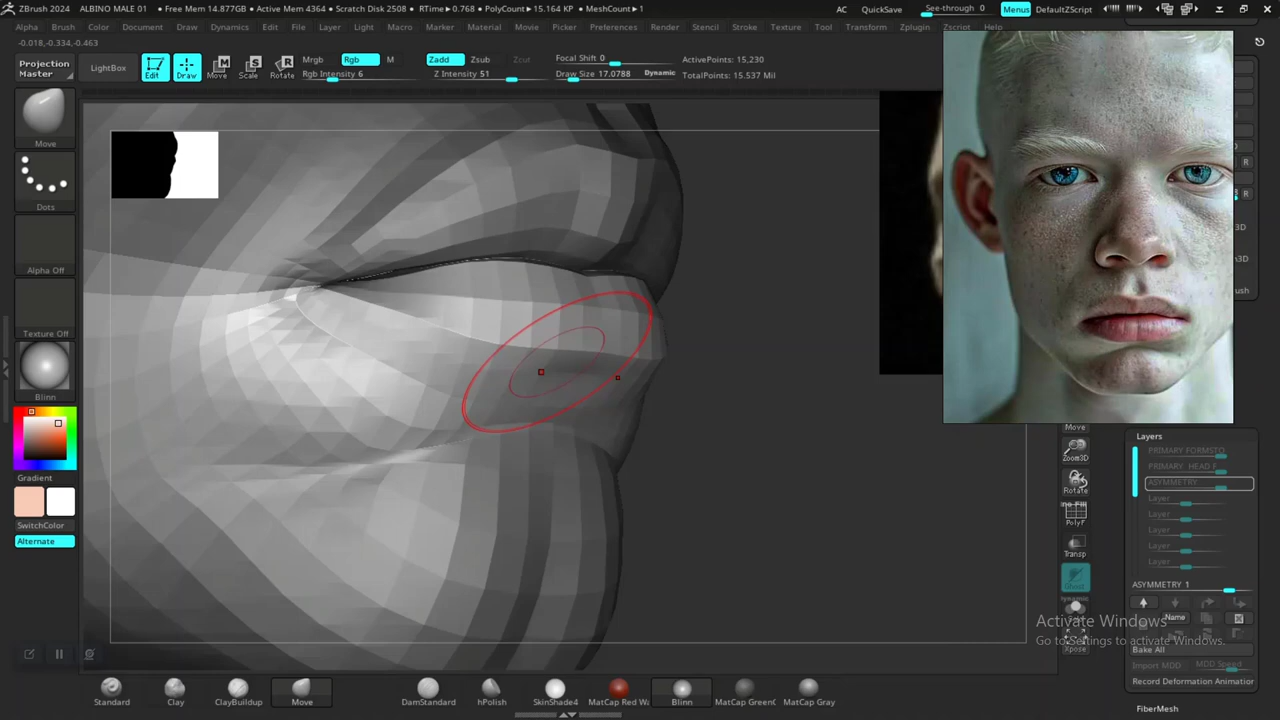 ZBrush 2024 ALBINO MALE 01 • Free Mem 14.877GB • Active Mem 4364 • Scratch Disk 2508 • RTime▸0.768 • PolyCount▸15.164 KP • MeshCount▸1
AC QuickSave See-through 0 Menus DefaultZScript
Alpha Brush Color Document Draw Dynamics Edit File Layer Light Macro Marker Material Movie Picker Preferences Render Stencil Stroke Texture Tool Transform Zplugin Zscript Help
-0.018,-0.334,-0.463
Projection
Master
LightBox
Edit
Draw
Move
Scale
Rotate
Mrgb Rgb M
Rgb Intensity 6
Zadd Zsub Zcut
Z Intensity 51
Focal Shift 0
Draw Size 17.0788 Dynamic
ActivePoints: 15,230
TotalPoints: 15.537 Mil
Move
Dots
Alpha Off
Texture Off
Blinn
Gradient
SwitchColor
Alternate
Move
Zoom3D
Rotate
PolyF
Transp
Ghost
Xpose
Layers
PRIMARY FORMSTO
PRIMARY HEAD F
ASYMMETRY
Layer
Layer
Layer
Layer
Layer
ASYMMETRY 1
Name
Bake All
Import MDD MDD Speed
Record Deformation Animation
FiberMesh
Activate Windows
Go to Settings to activate Windows.
Standard Clay ClayBuildup Move DamStandard hPolish SkinShade4 MatCap Red Wa Blinn MatCap GreenC MatCap Gray